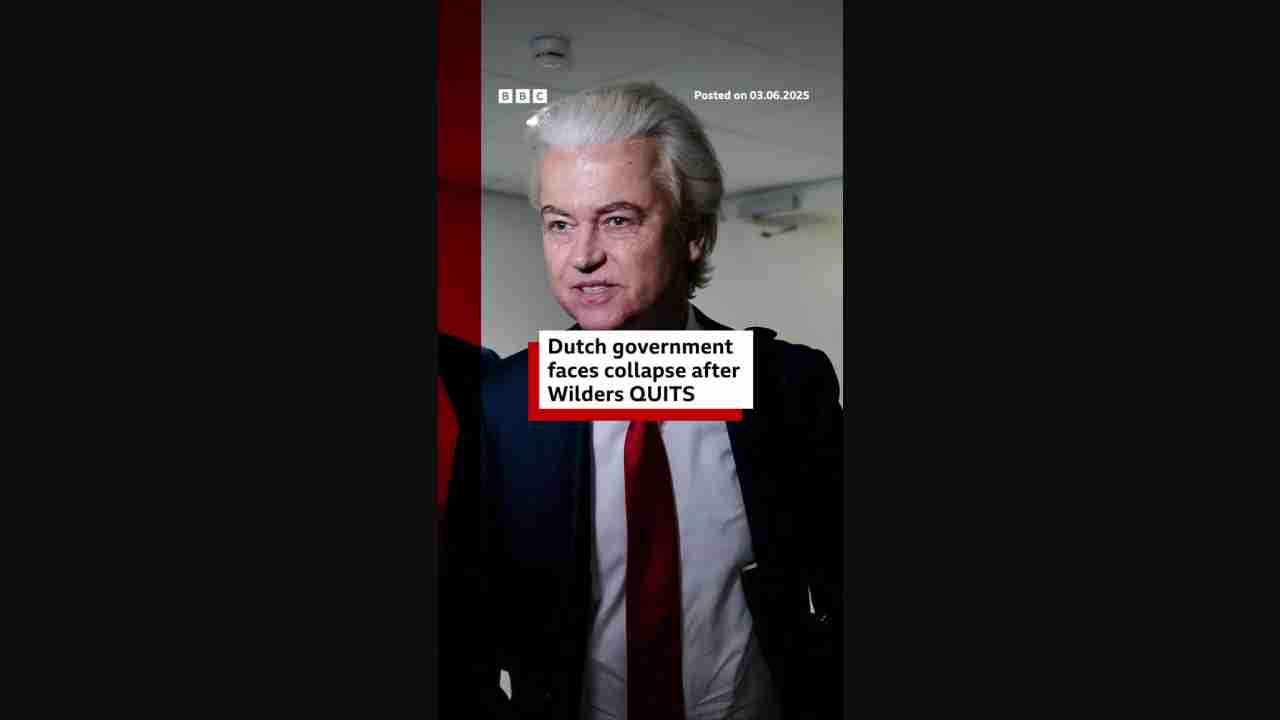 BBC
Posted on 03.06.2025
Dutch government
faces collapse after
Wilders QUITS